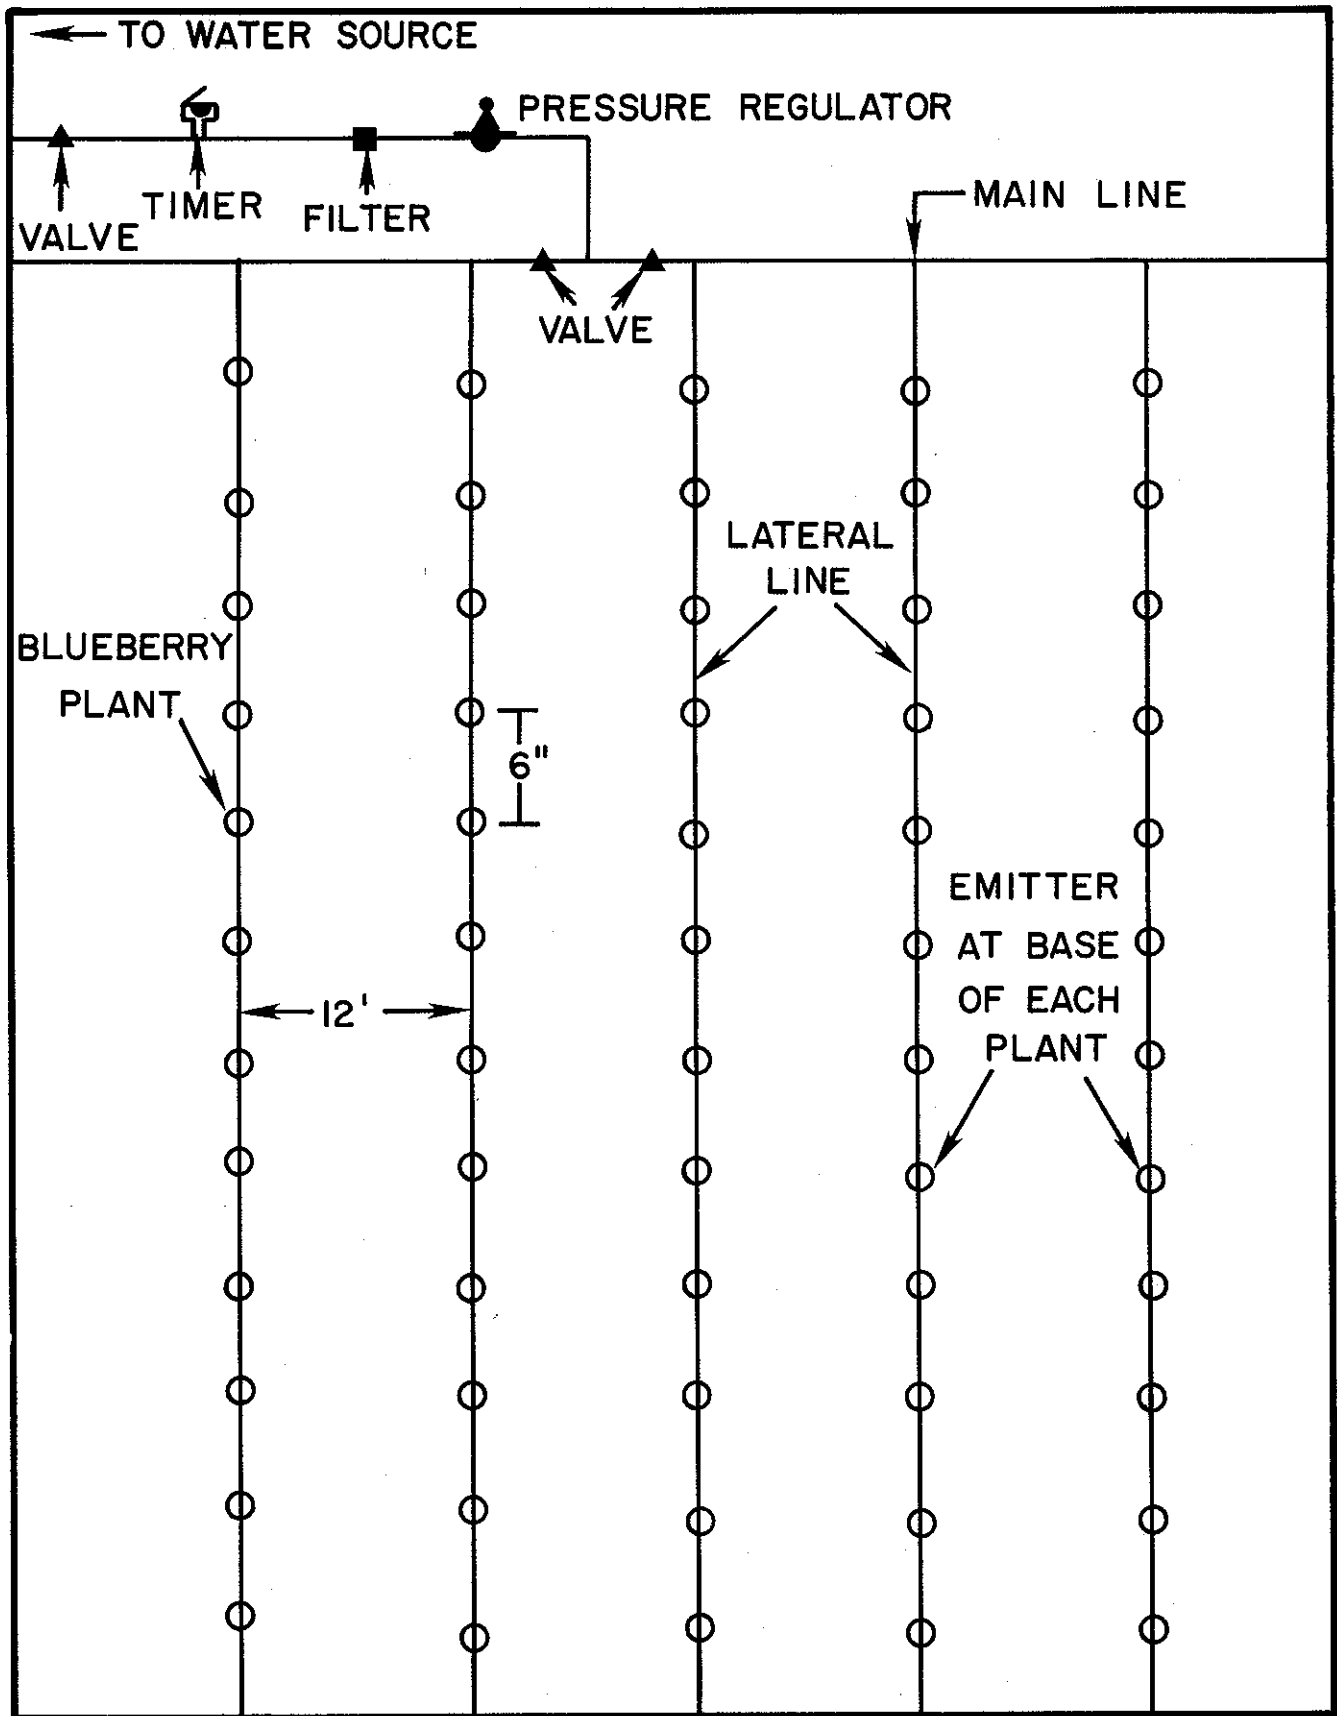 TO WATER SOURCE
PRESSURE REGULATOR
TIMER
FILTER
VALVE
MAIN LINE
VALVE
LATERAL
LINE
BLUEBERRY
PLANT
6"
EMITTER
AT BASE
OF EACH
PLANT
12'